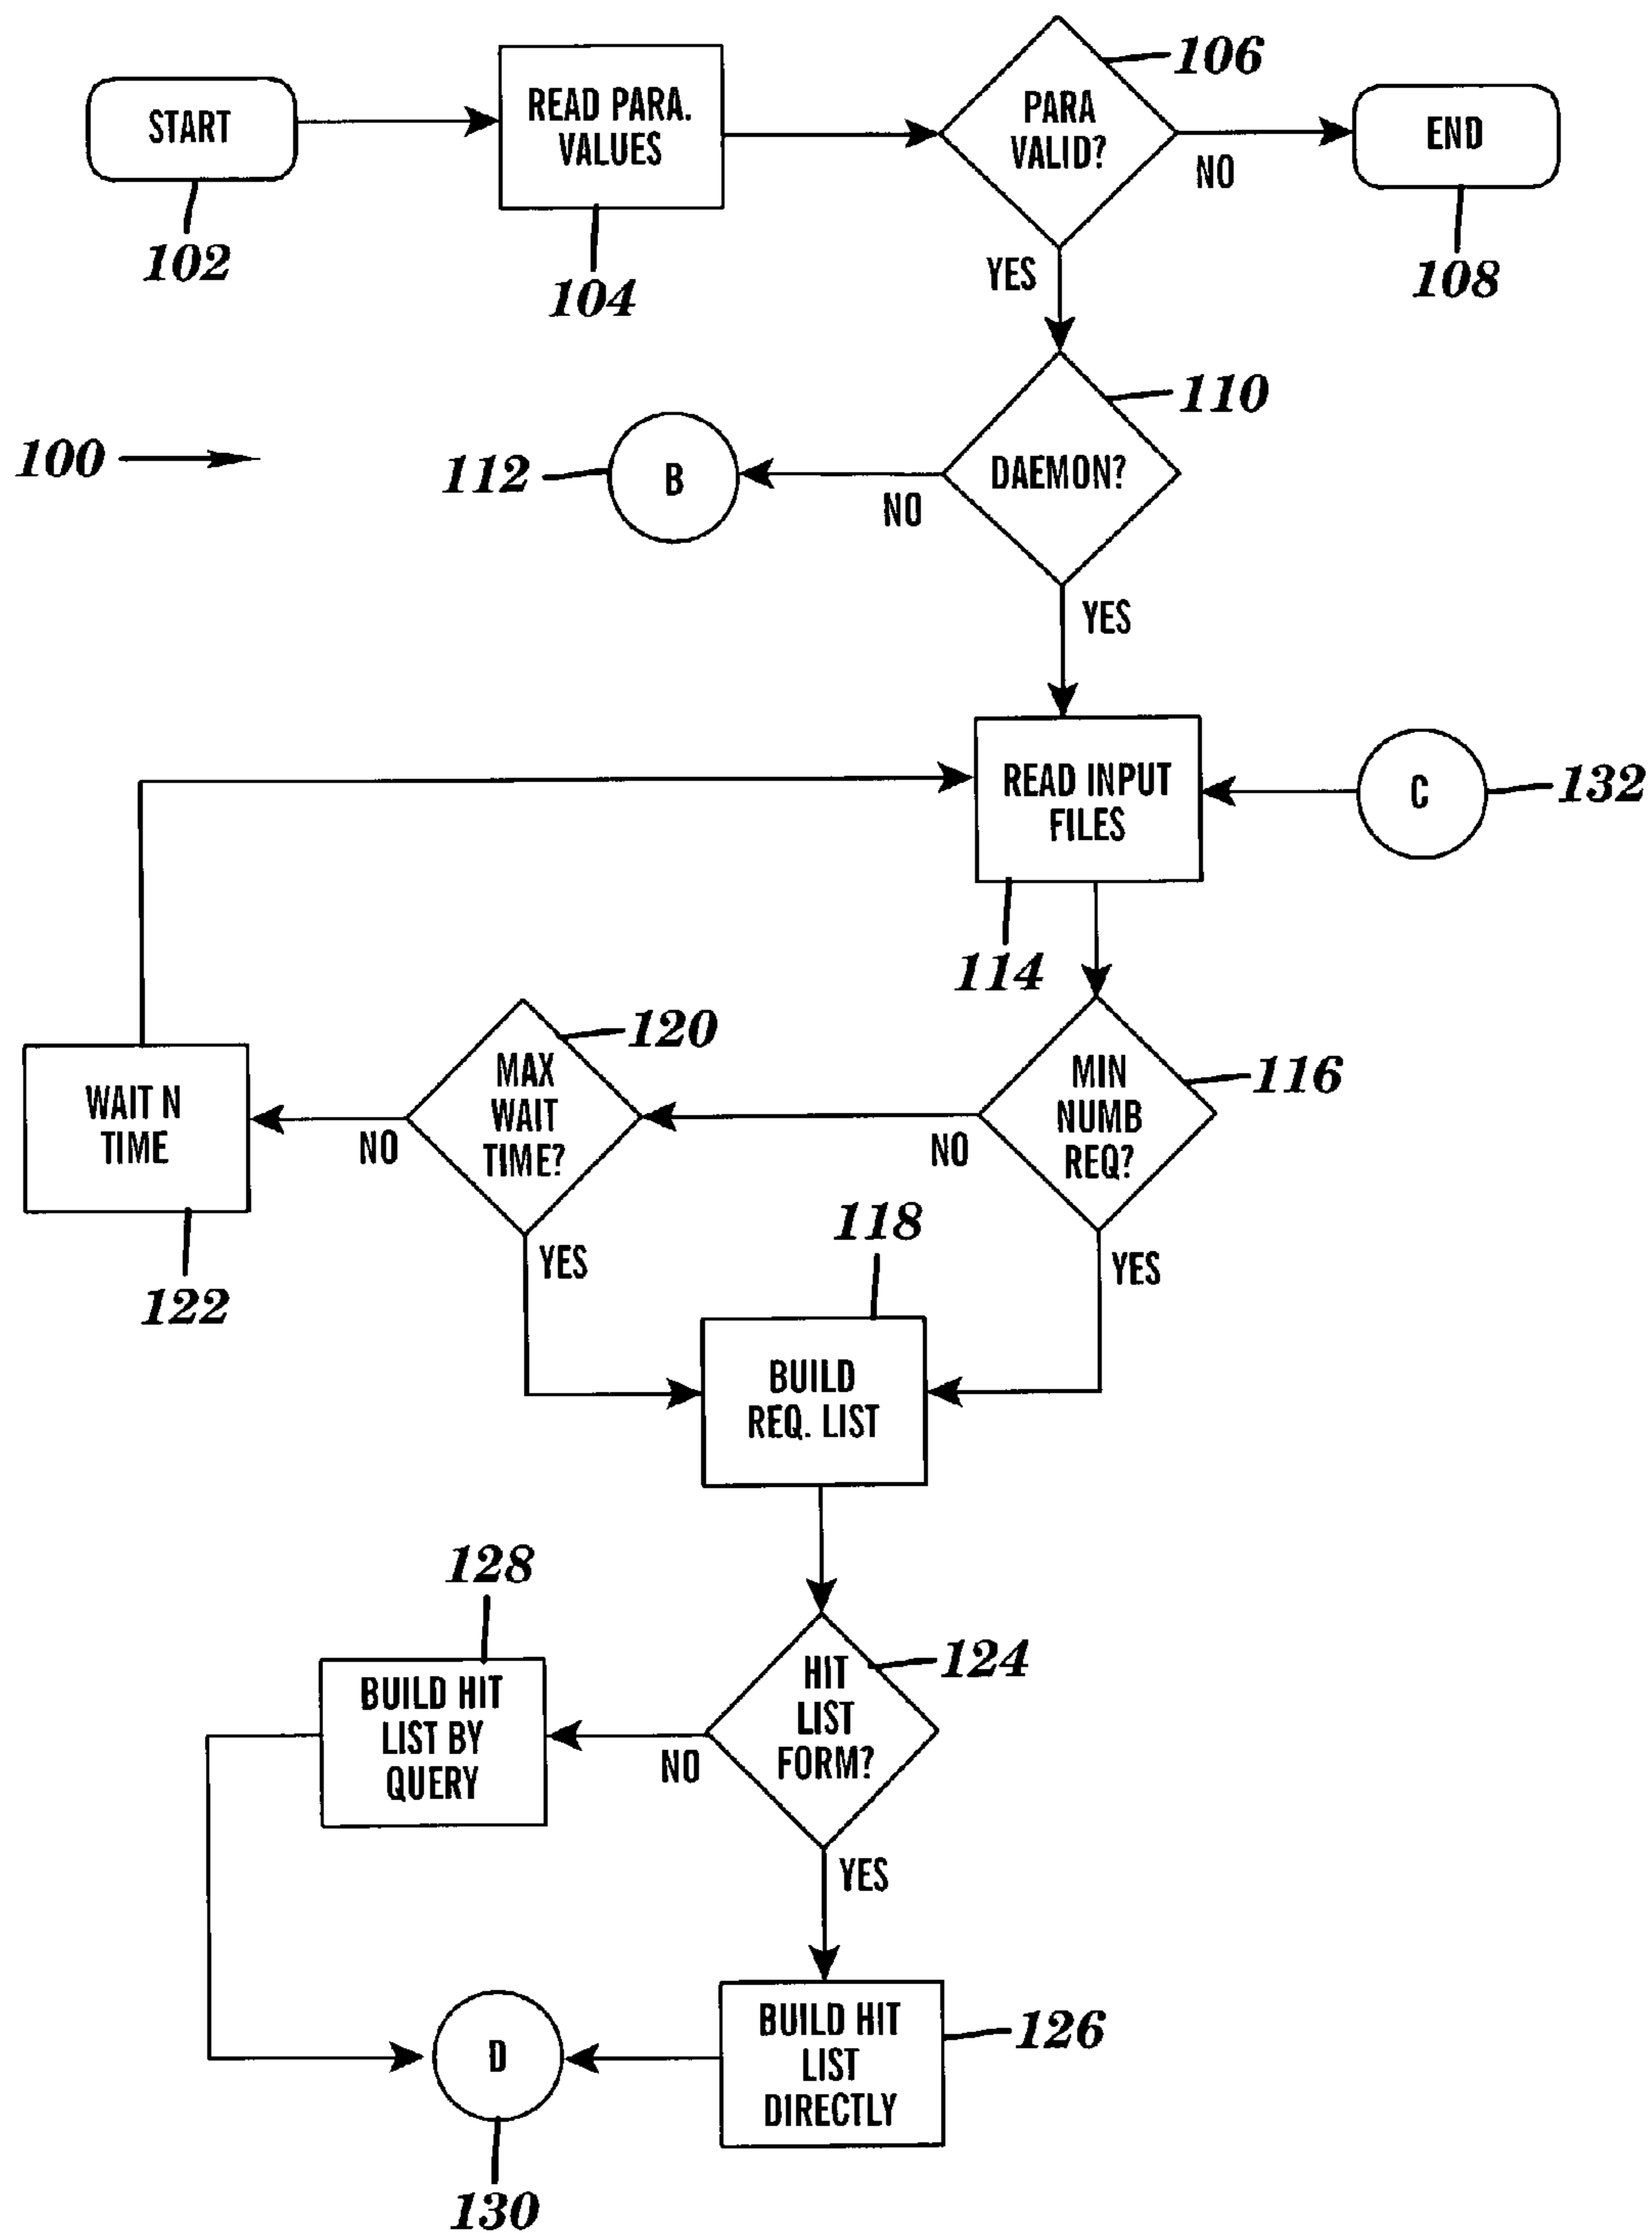 START
102
READ PARA.
VALUES
104
PARA
VALID?
106
NO
END
108
YES
100
112
B
NO
DAEMON?
110
YES
READ INPUT
FILES
114
C
132
WAIT N
TIME
122
NO
MAX
WAIT
TIME?
120
YES
NO
MIN
NUMB
REQ?
116
YES
118
BUILD
REQ. LIST
128
BUILD HIT
LIST BY
QUERY
NO
HIT
LIST
FORM?
124
YES
D
130
BUILD HIT
LIST
DIRECTLY
126